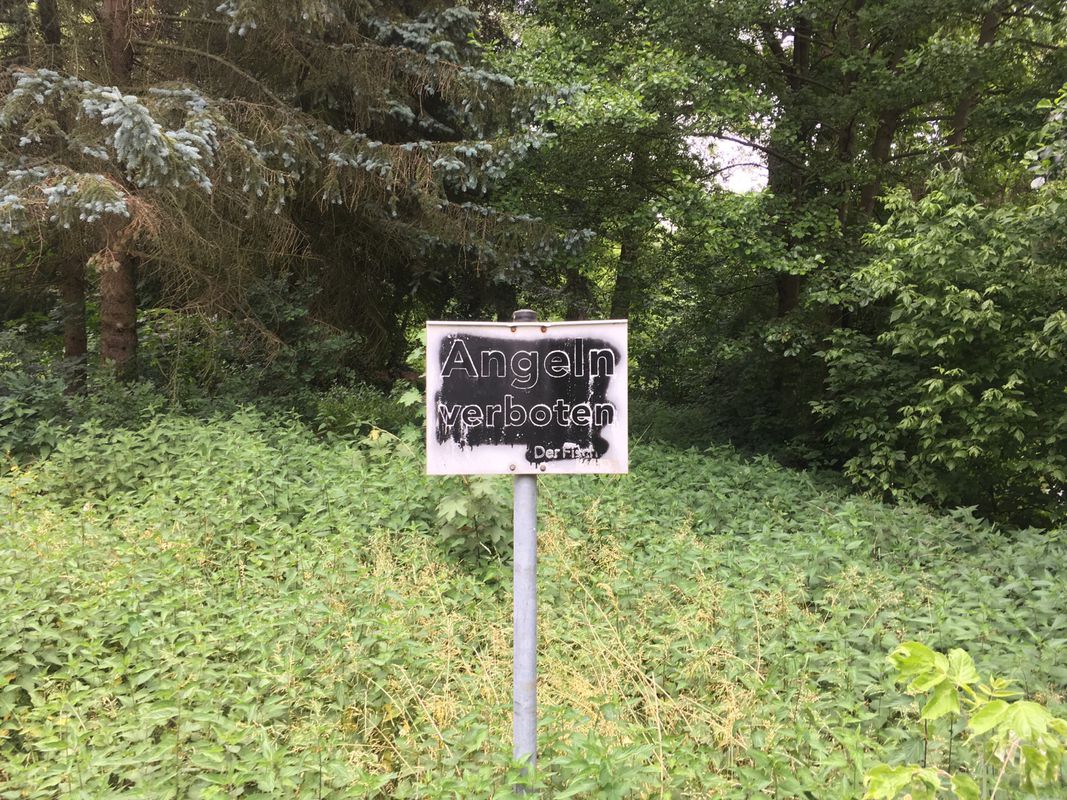 Angeln
verboten
Der Fisch